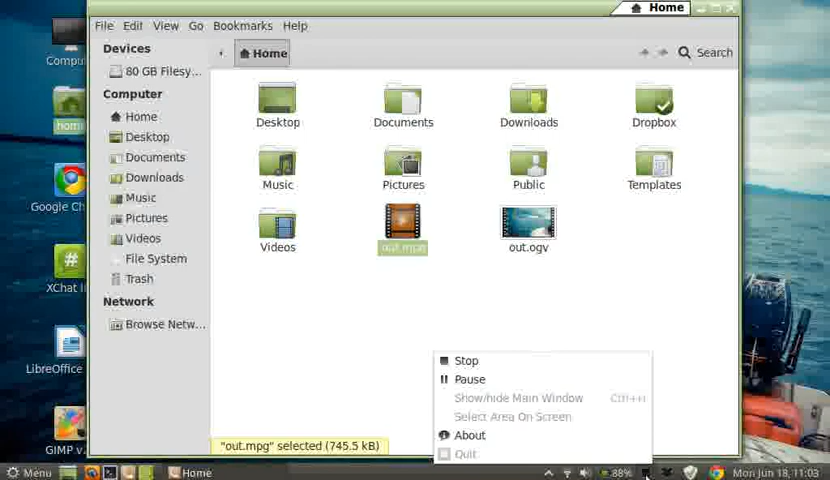 Home
File Edit View Go Bookmarks Help
Home
Search
Devices
80 GB Filesy...
Computer
Home
Desktop
Documents
Downloads
Music
Pictures
Videos
File System
Trash
Network
Browse Netw...
Desktop Documents Downloads Dropbox
Music Pictures Public Templates
Videos out.mpg out.ogv
"out.mpg" selected (745.5 kB)
Stop
Pause
Show/hide Main Window Ctrl+H
Select Area On Screen
About
Quit
Comput
hom
Google Ch
XChat I
LibreOffice
GIMP
Menu Home 88% Mon Jun 18, 11:03